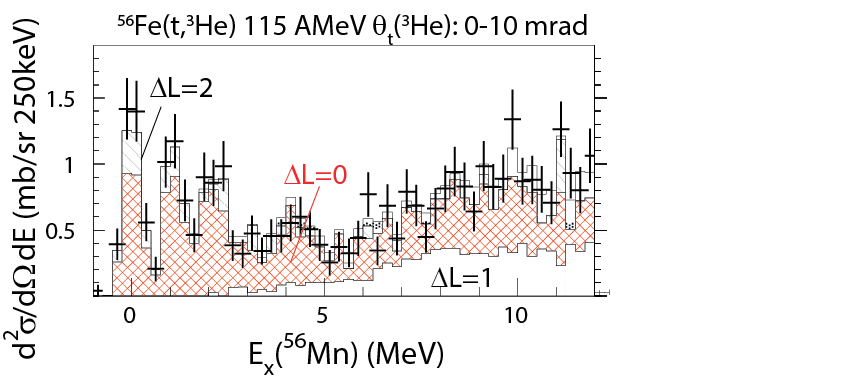 ⁵⁶Fe(t,³He) 115 AMeV θₜ(³He): 0-10 mrad
d²σ/dΩdE (mb/sr 250keV)
1.5
1
0.5
ΔL=2
ΔL=0
ΔL=1
0
5
10
Eₓ(⁵⁶Mn) (MeV)